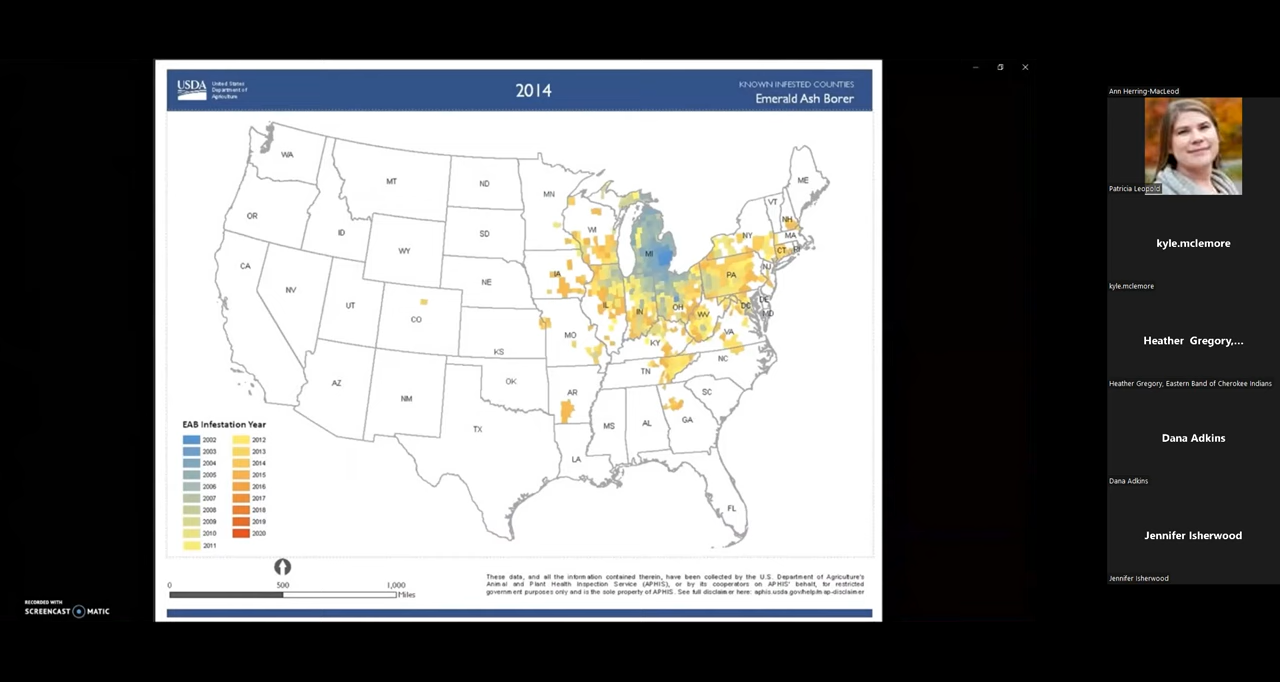 USDA
United States
Department of
Agriculture
2014
KNOWN INFESTED COUNTIES
Emerald Ash Borer
WA
MT
ND
MN
ME
OR
ID
SD
WI
VT
NH
NY
MA
WY
MI
CT
RI
CA
NV
UT
NE
IA
PA
NJ
CO
IL
IN
OH
WV
DC
DE
MD
KS
MO
KY
VA
AZ
NM
OK
AR
TN
NC
TX
LA
MS
AL
GA
SC
FL
EAB Infestation Year
2002 2012
2003 2013
2004 2014
2005 2015
2006 2016
2007 2017
2008 2018
2009 2019
2010 2020
2011
0 500 1,000
Miles
These data, and all the information contained therein, have been collected by the U.S. Department of Agriculture's
Animal and Plant Health Inspection Service (APHIS), or by its cooperators on APHIS' behalf, for restricted
government purposes only and is the sole property of APHIS. See full disclaimer here: aphis.usda.gov/help/map-disclaimer
RECORDED WITH
SCREENCAST MATIC
Ann Herring-MacLeod
Patricia Leopold
kyle.mclemore
kyle.mclemore
Heather Gregory,...
Heather Gregory, Eastern Band of Cherokee Indians
Dana Adkins
Dana Adkins
Jennifer Isherwood
Jennifer Isherwood